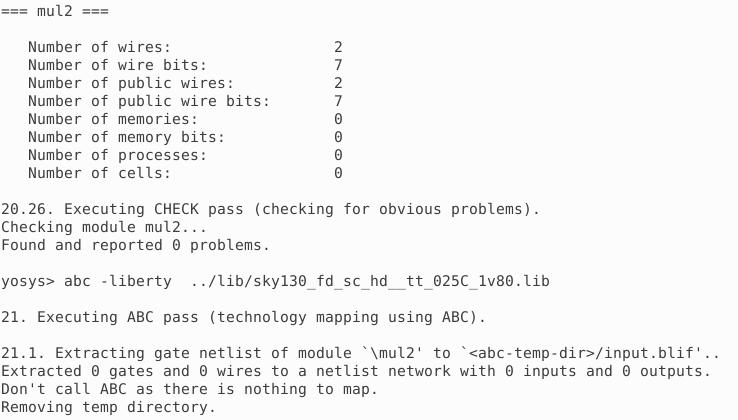 === mul2 ===
Number of wires: 2
Number of wire bits: 7
Number of public wires: 2
Number of public wire bits: 7
Number of memories: 0
Number of memory bits: 0
Number of processes: 0
Number of cells: 0
20.26. Executing CHECK pass (checking for obvious problems).
Checking module mul2...
Found and reported 0 problems.
yosys> abc -liberty  ../lib/sky130_fd_sc_hd__tt_025C_1v80.lib
21. Executing ABC pass (technology mapping using ABC).
21.1. Extracting gate netlist of module `\mul2' to `<abc-temp-dir>/input.blif'..
Extracted 0 gates and 0 wires to a netlist network with 0 inputs and 0 outputs.
Don't call ABC as there is nothing to map.
Removing temp directory.